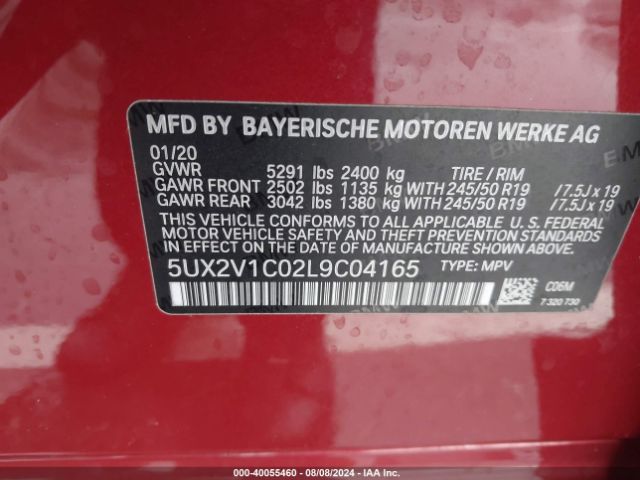 MFD BY BAYERISCHE MOTOREN WERKE AG
01/20
GVWR 5291 lbs 2400 kg TIRE / RIM
GAWR FRONT 2502 lbs 1135 kg WITH 245/50 R19 /7.5J x 19
GAWR REAR 3042 lbs 1380 kg WITH 245/50 R19 /7.5J x 19
THIS VEHICLE CONFORMS TO ALL APPLICABLE U. S. FEDERAL
MOTOR VEHICLE SAFETY AND THEFT PREVENTION STANDARDS
IN EFFECT ON THE DATE OF MANUFACTURE SHOWN ABOVE.
5UX2V1C02L9C04165 TYPE: MPV
C06M
7 320 730
000-40055460 - 08/08/2024 - IAA Inc.